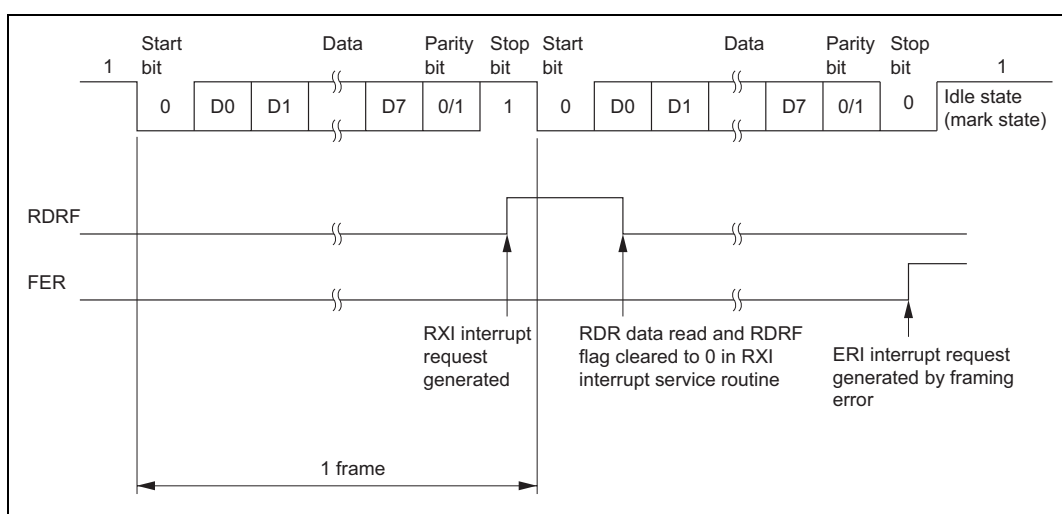 Start Data Parity Stop Start Data Parity Stop
1 bit bit bit bit bit bit 1
0 D0 D1 D7 0/1 1 0 D0 D1 D7 0/1 0 Idle state
(mark state)
RDRF
FER
RXI interrupt
request
generated
RDR data read and RDRF
flag cleared to 0 in RXI
interrupt service routine
ERI interrupt request
generated by framing
error
1 frame